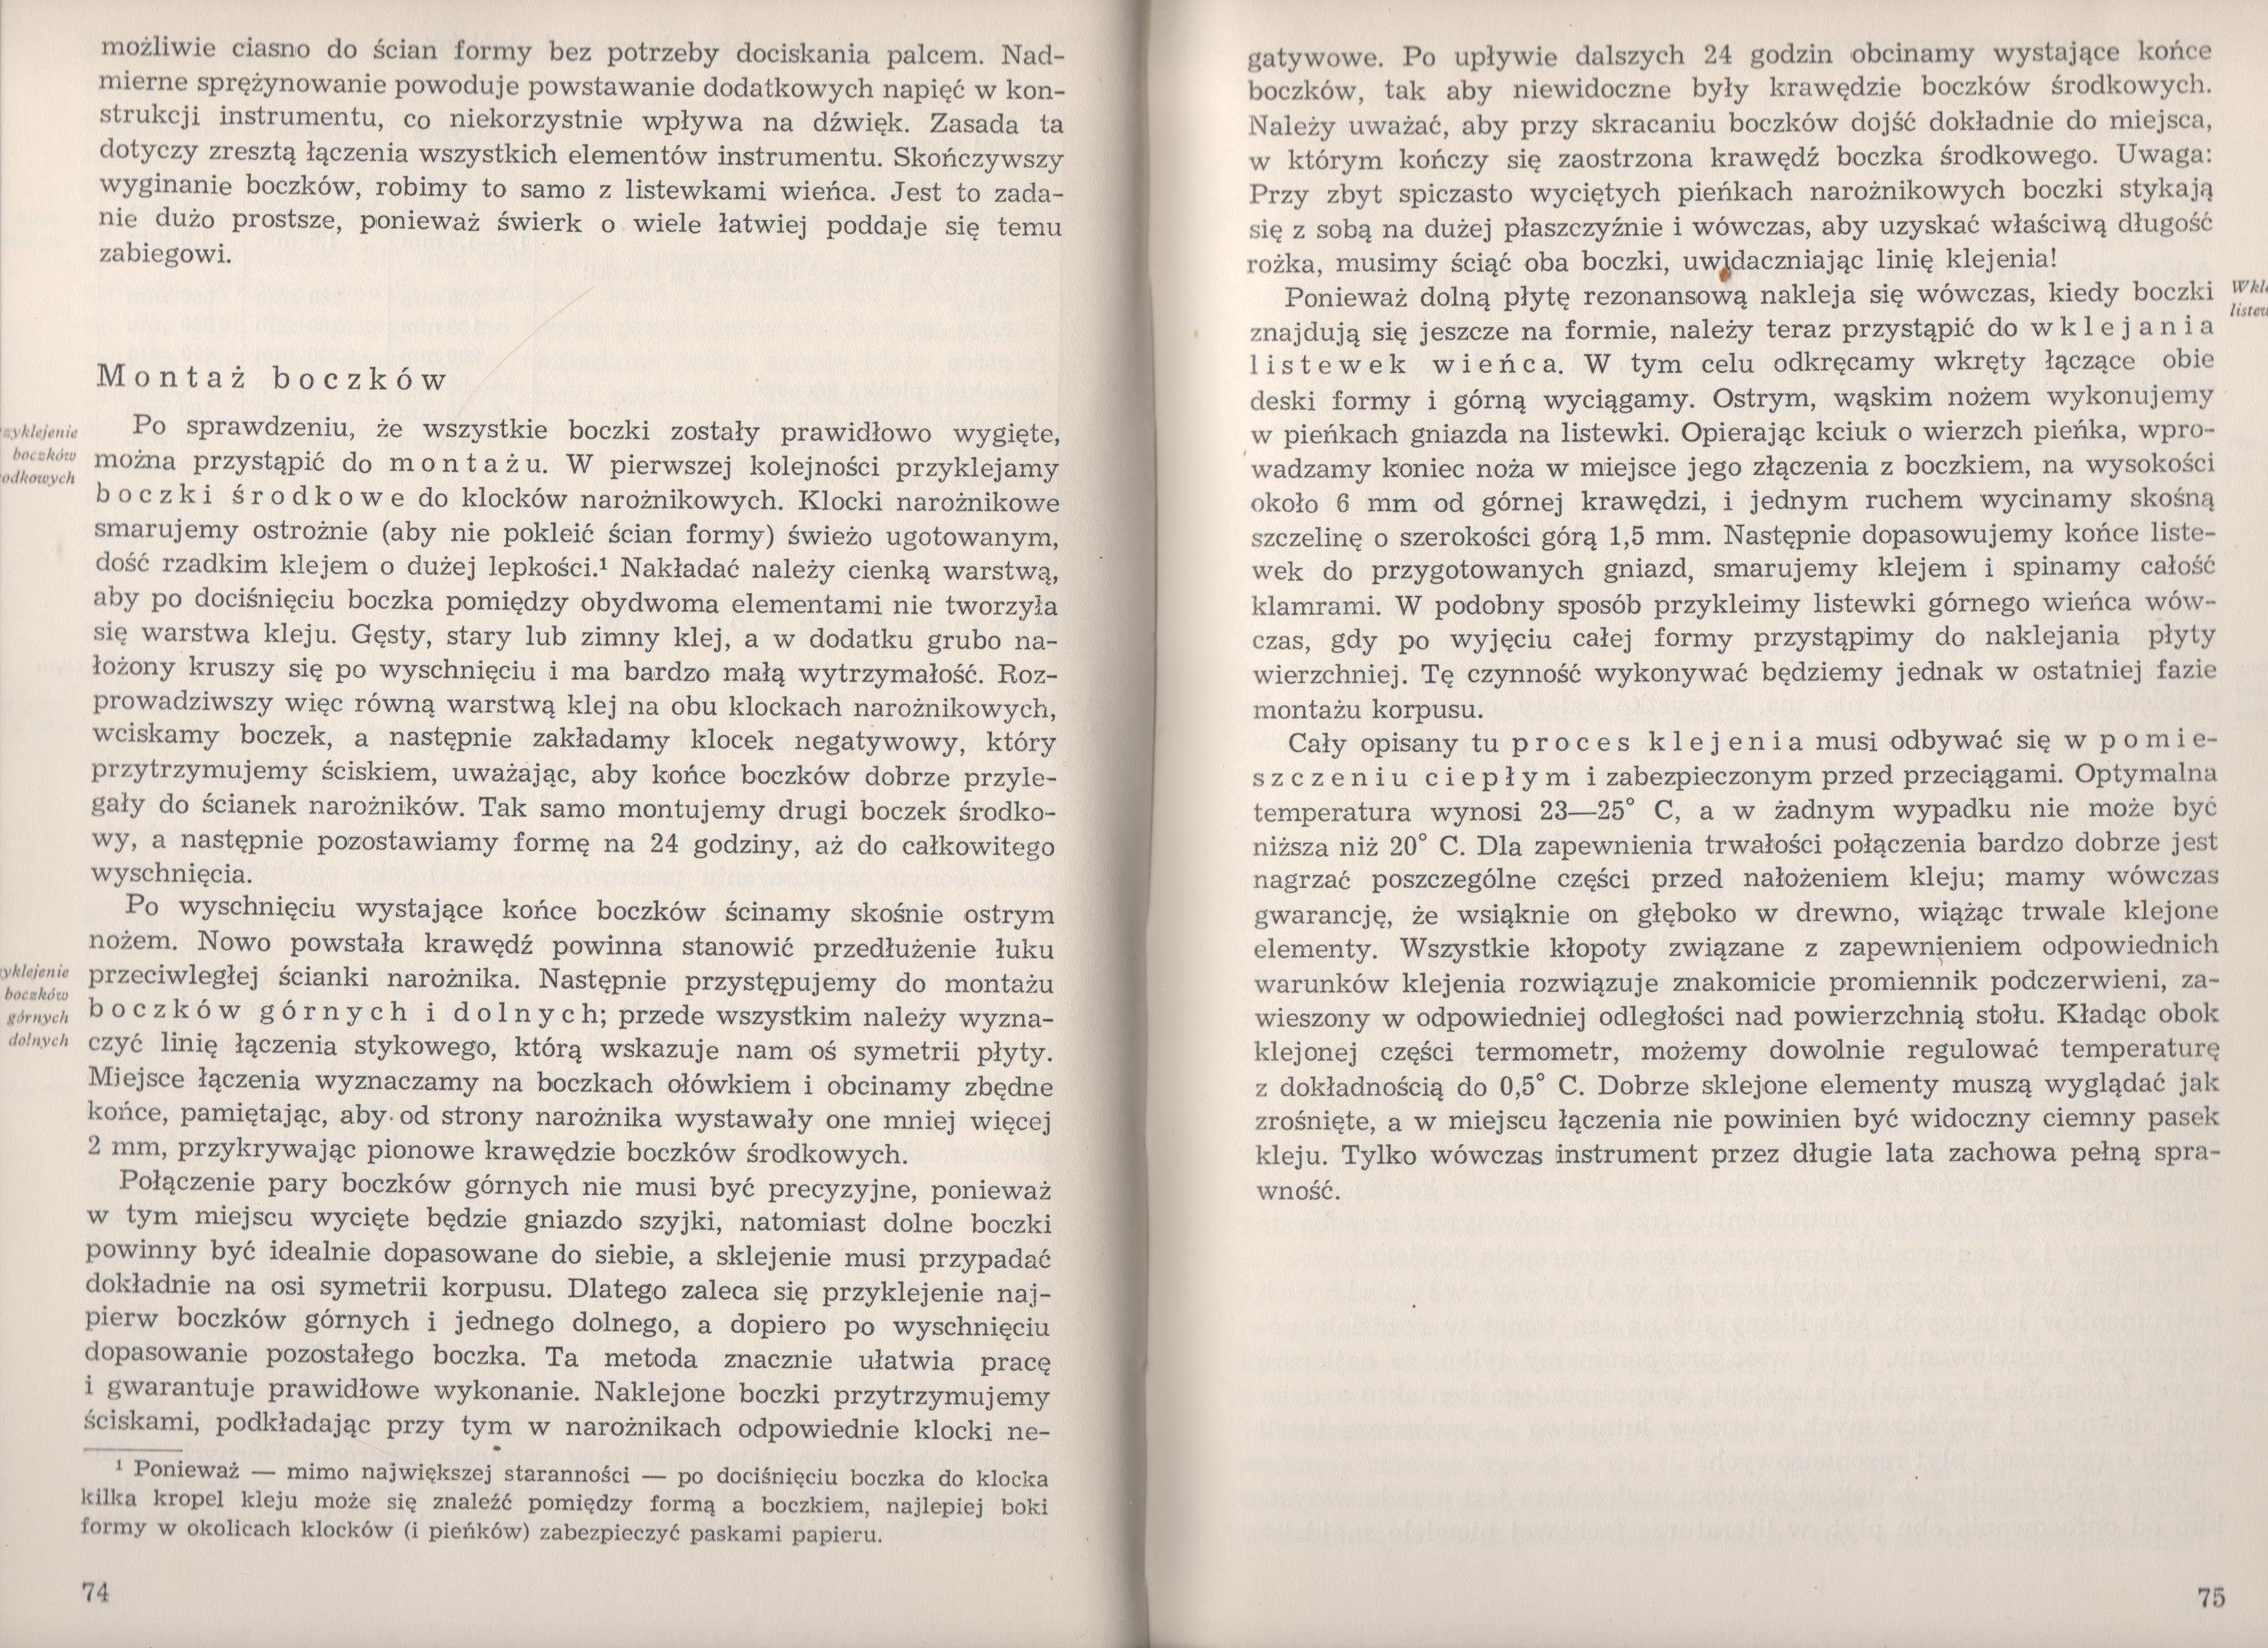 możliwie ciasno do ścian formy bez potrzeby dociskania palcem. Nad-
mierne sprężynowanie powoduje powstawanie dodatkowych napięć w kon-
strukcji instrumentu, co niekorzystnie wpływa na dźwięk. Zasada ta
dotyczy zresztą łączenia wszystkich elementów instrumentu. Skończywszy
wyginanie boczków, robimy to samo z listewkami wieńca. Jest to zada-
nie dużo prostsze, ponieważ świerk o wiele łatwiej poddaje się temu
zabiegowi.
Montaż boczków
zyklejenie
boczków
odkowych
Po sprawdzeniu, że wszystkie boczki zostały prawidłowo wygięte,
można przystąpić do montażu. W pierwszej kolejności przyklejamy
boczki środkowe do klocków narożnikowych. Klocki narożnikowe
smarujemy ostrożnie (aby nie pokleić ścian formy) świeżo ugotowanym,
dość rzadkim klejem o dużej lepkości.¹ Nakładać należy cienką warstwą,
aby po dociśnięciu boczka pomiędzy obydwoma elementami nie tworzyła
się warstwa kleju. Gęsty, stary lub zimny klej, a w dodatku grubo na-
łożony kruszy się po wyschnięciu i ma bardzo małą wytrzymałość. Roz-
prowadziwszy więc równą warstwą klej na obu klockach narożnikowych,
wciskamy boczek, a następnie zakładamy klocek negatywowy, który
przytrzymujemy ściskiem, uważając, aby końce boczków dobrze przyle-
gały do ścianek narożników. Tak samo montujemy drugi boczek środko-
wy, a następnie pozostawiamy formę na 24 godziny, aż do całkowitego
wyschnięcia.
Po wyschnięciu wystające końce boczków ścinamy skośnie ostrym
nożem. Nowo powstała krawędź powinna stanowić przedłużenie łuku
yklejenie
boczków
górnych
dolnych
przeciwległej ścianki narożnika. Następnie przystępujemy do montażu
boczków górnych i dolnych; przede wszystkim należy wyzna-
czyć linię łączenia stykowego, którą wskazuje nam oś symetrii płyty.
Miejsce łączenia wyznaczamy na boczkach ołówkiem i obcinamy zbędne
końce, pamiętając, aby od strony narożnika wystawały one mniej więcej
2 mm, przykrywając pionowe krawędzie boczków środkowych.
Połączenie pary boczków górnych nie musi być precyzyjne, ponieważ
w tym miejscu wycięte będzie gniazdo szyjki, natomiast dolne boczki
powinny być idealnie dopasowane do siebie, a sklejenie musi przypadać
dokładnie na osi symetrii korpusu. Dlatego zaleca się przyklejenie naj-
pierw boczków górnych i jednego dolnego, a dopiero po wyschnięciu
dopasowanie pozostałego boczka. Ta metoda znacznie ułatwia pracę
i gwarantuje prawidłowe wykonanie. Naklejone boczki przytrzymujemy
ściskami, podkładając przy tym w narożnikach odpowiednie klocki ne-
¹ Ponieważ — mimo największej staranności — po dociśnięciu boczka do klocka
kilka kropel kleju może się znaleźć pomiędzy formą a boczkiem, najlepiej boki
formy w okolicach klocków (i pieńków) zabezpieczyć paskami papieru.
74
gatywowe. Po upływie dalszych 24 godzin obcinamy wystające końce
boczków, tak aby niewidoczne były krawędzie boczków środkowych.
Należy uważać, aby przy skracaniu boczków dojść dokładnie do miejsca,
w którym kończy się zaostrzona krawędź boczka środkowego. Uwaga:
Przy zbyt spiczasto wyciętych pieńkach narożnikowych boczki stykają
się z sobą na dużej płaszczyźnie i wówczas, aby uzyskać właściwą długość
rożka, musimy ściąć oba boczki, uwidaczniając linię klejenia!
Ponieważ dolną płytę rezonansową nakleja się wówczas, kiedy boczki
znajdują się jeszcze na formie, należy teraz przystąpić do wklejania
listewek wieńca. W tym celu odkręcamy wkręty łączące obie
deski formy i górną wyciągamy. Ostrym, wąskim nożem wykonujemy
w pieńkach gniazda na listewki. Opierając kciuk o wierzch pieńka, wpro-
wadzamy koniec noża w miejsce jego złączenia z boczkiem, na wysokości
około 6 mm od górnej krawędzi, i jednym ruchem wycinamy skośną
szczelinę o szerokości górą 1,5 mm. Następnie dopasowujemy końce liste-
wek do przygotowanych gniazd, smarujemy klejem i spinamy całość
klamrami. W podobny sposób przykleimy listewki górnego wieńca wów-
czas, gdy po wyjęciu całej formy przystąpimy do naklejania płyty
wierzchniej. Tę czynność wykonywać będziemy jednak w ostatniej fazie
montażu korpusu.
Cały opisany tu proces klejenia musi odbywać się w pomie-
szczeniu ciepłym i zabezpieczonym przed przeciągami. Optymalna
temperatura wynosi 23—25° C, a w żadnym wypadku nie może być
niższa niż 20° C. Dla zapewnienia trwałości połączenia bardzo dobrze jest
nagrzać poszczególne części przed nałożeniem kleju; mamy wówczas
gwarancję, że wsiąknie on głęboko w drewno, wiążąc trwale klejone
elementy. Wszystkie kłopoty związane z zapewnieniem odpowiednich
warunków klejenia rozwiązuje znakomicie promiennik podczerwieni, za-
wieszony w odpowiedniej odległości nad powierzchnią stołu. Kładąc obok
klejonej części termometr, możemy dowolnie regulować temperaturę
z dokładnością do 0,5° C. Dobrze sklejone elementy muszą wyglądać jak
zrośnięte, a w miejscu łączenia nie powinien być widoczny ciemny pasek
kleju. Tylko wówczas instrument przez długie lata zachowa pełną spra-
wność.
75